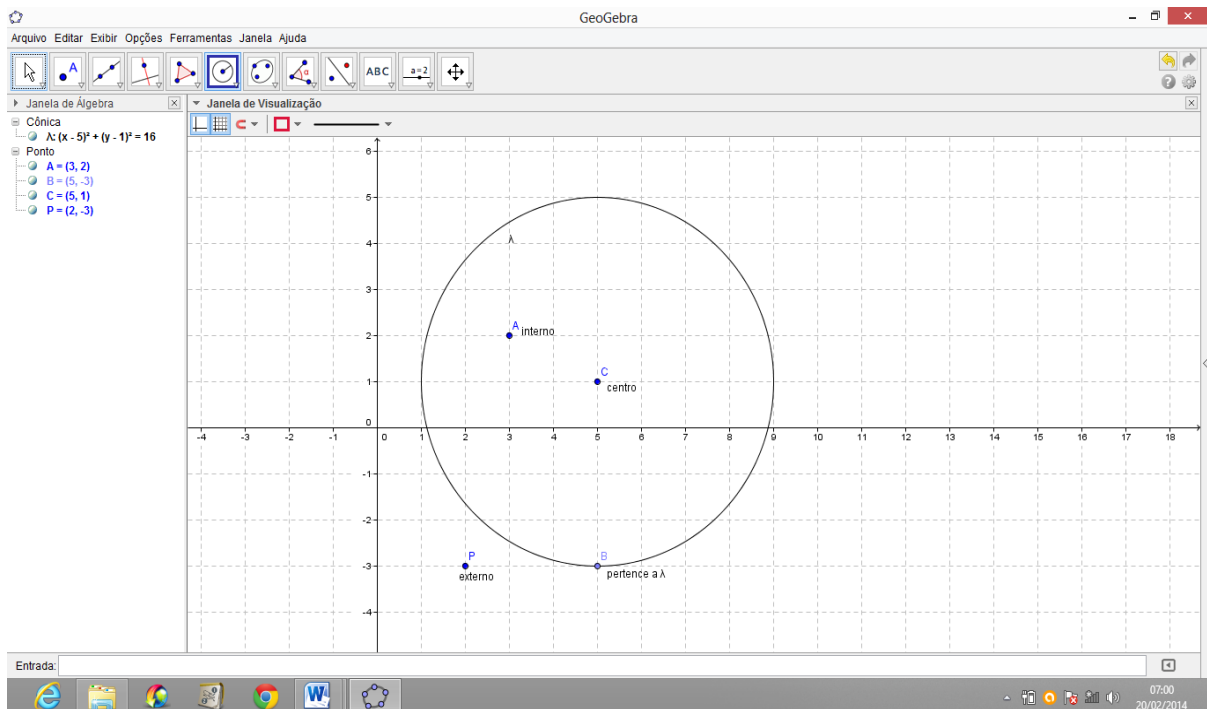 GeoGebra
Arquivo Editar Exibir Opções Ferramentas Janela Ajuda
A
α
ABC
a=2
Janela de Álgebra
Janela de Visualização
Cônica
λ: (x - 5)² + (y - 1)² = 16
Ponto
A = (3, 2)
B = (5, -3)
C = (5, 1)
P = (2, -3)
6
5
λ
4
3
A interno
2
C
1
centro
0
-4 -3 -2 -1 0 1 2 3 4 5 6 7 8 9 10 11 12 13 14 15 16 17 18
-1
-2
P B
-3
externo pertence a λ
-4
Entrada:
07:00
20/02/2014